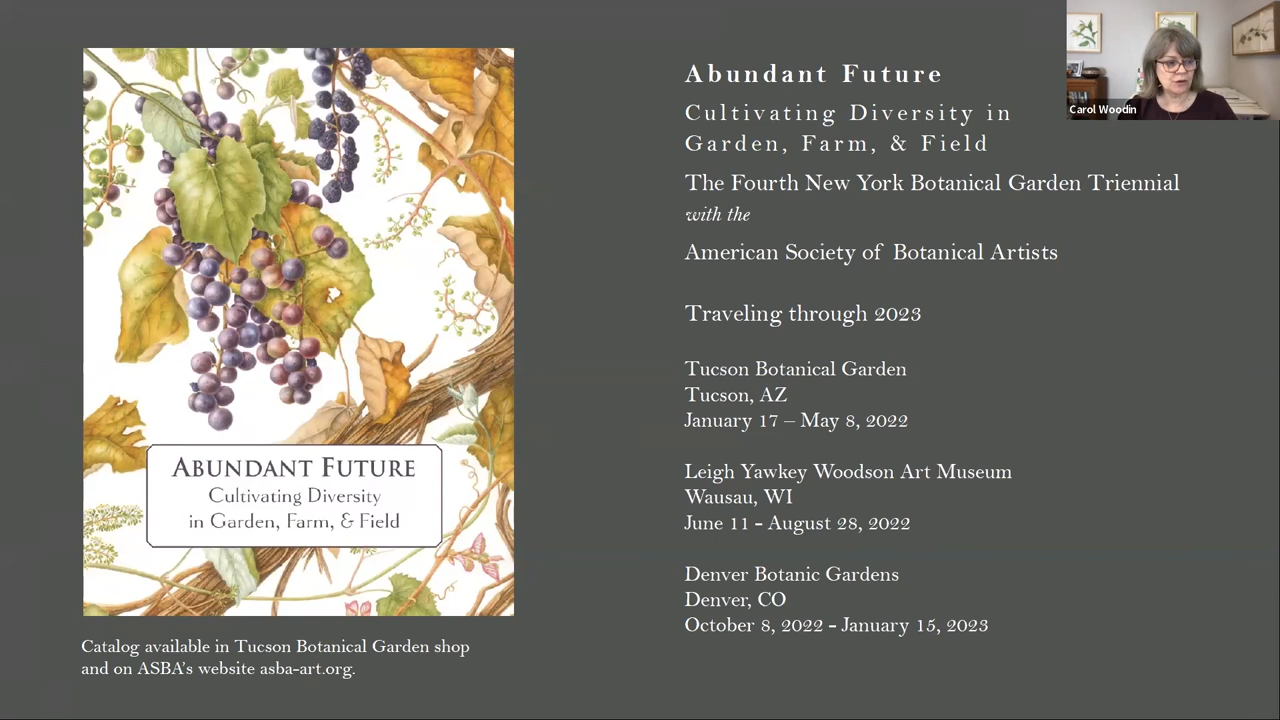 Abundant Future
Cultivating Diversity in
Garden, Farm, & Field
The Fourth New York Botanical Garden Triennial
with the
American Society of Botanical Artists
Traveling through 2023
Tucson Botanical Garden
Tucson, AZ
January 17 – May 8, 2022
Leigh Yawkey Woodson Art Museum
Wausau, WI
June 11 - August 28, 2022
Denver Botanic Gardens
Denver, CO
October 8, 2022 - January 15, 2023
ABUNDANT FUTURE
Cultivating Diversity
in Garden, Farm, & Field
Catalog available in Tucson Botanical Garden shop
and on ASBA's website asba-art.org.
Carol Woodin